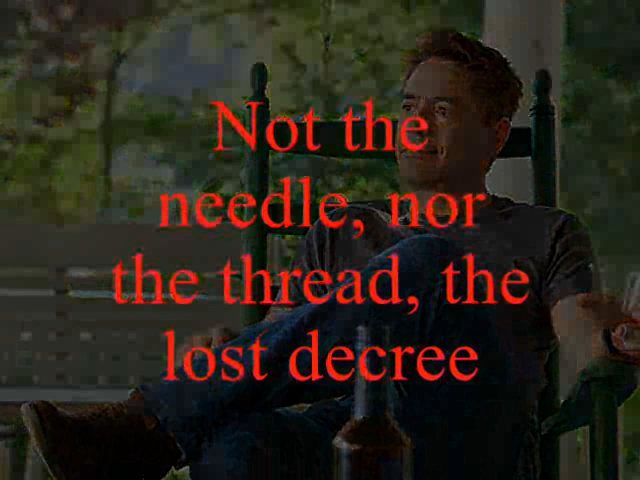 Not the
needle, nor
the thread, the
lost decree